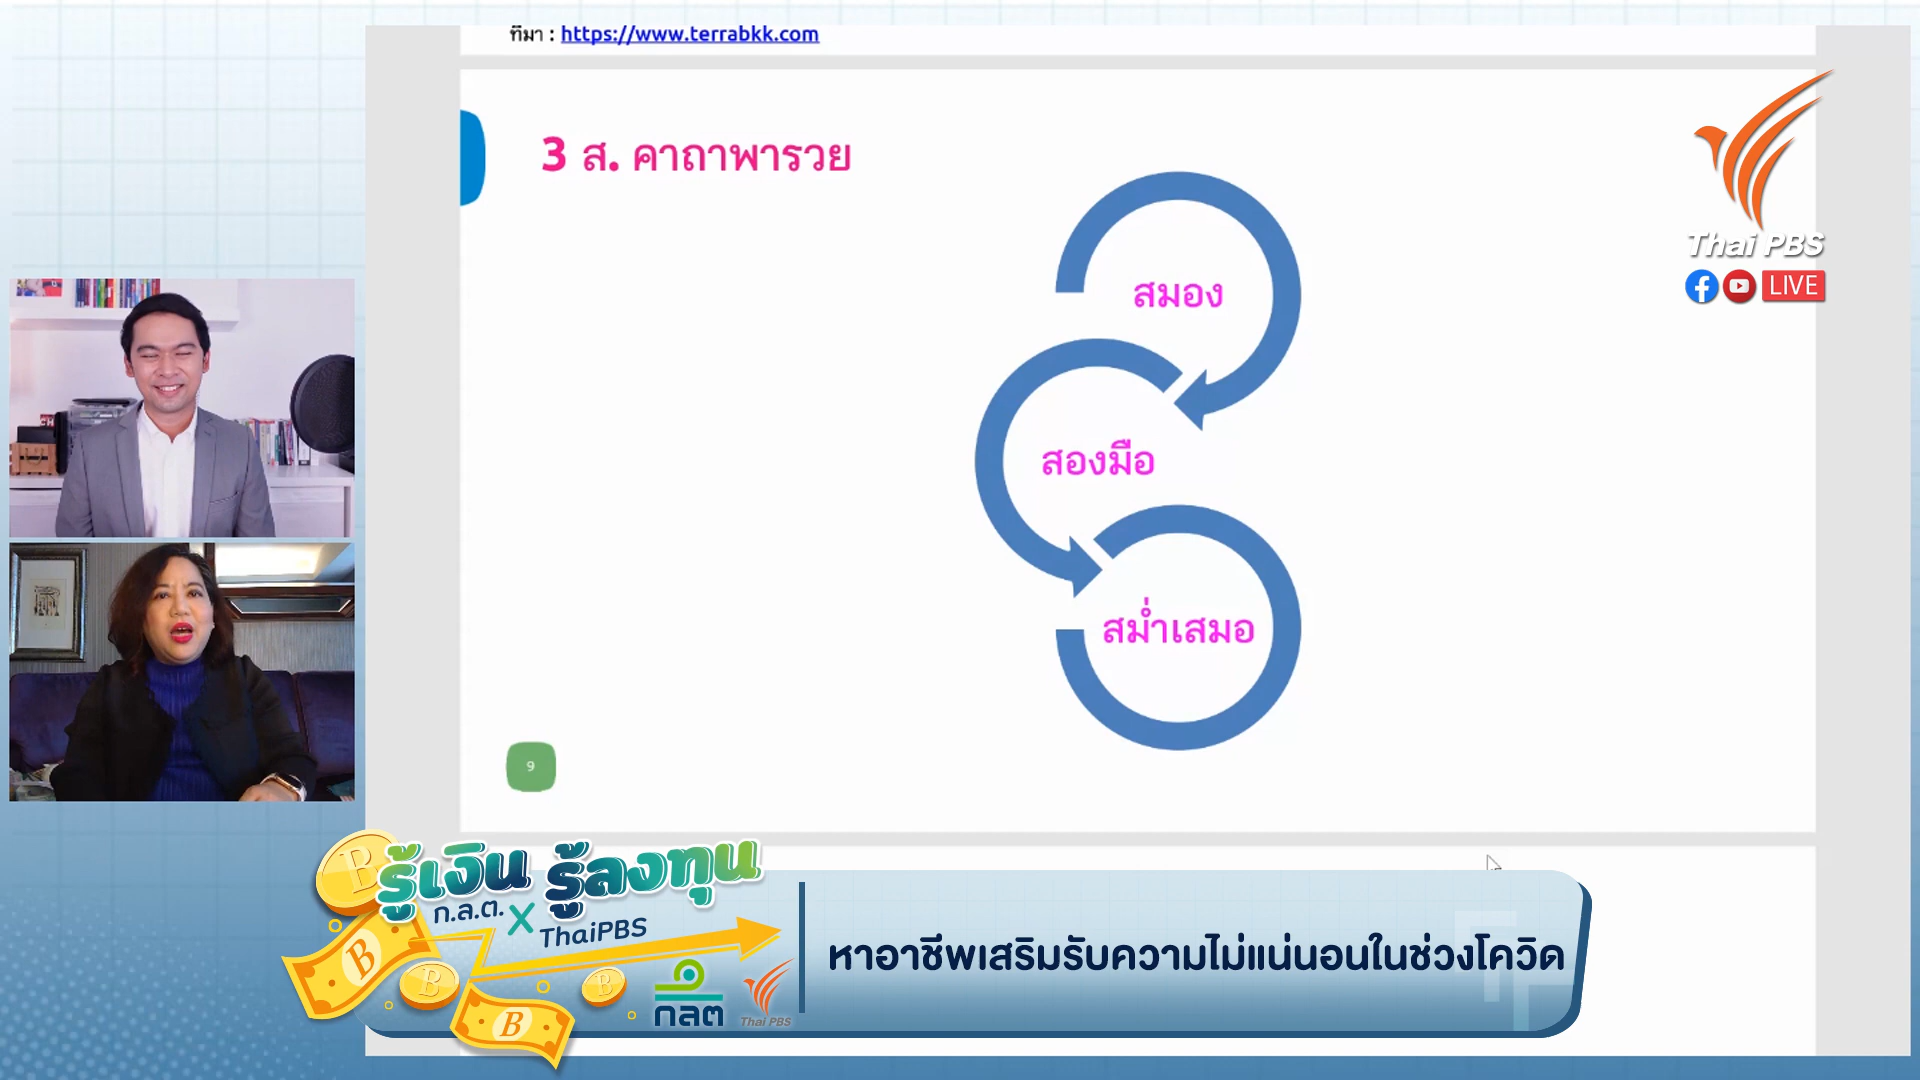 ที่มา : https://www.terrabkk.com
3 ส. คาถาพารวย
สมอง
สองมือ
สม่ำเสมอ
9
Thai PBS
LIVE
รู้เงิน รู้ลงทุน
ก.ล.ต. X ThaiPBS
กลต
Thai PBS
หาอาชีพเสริมรับความไม่แน่นอนในช่วงโควิด